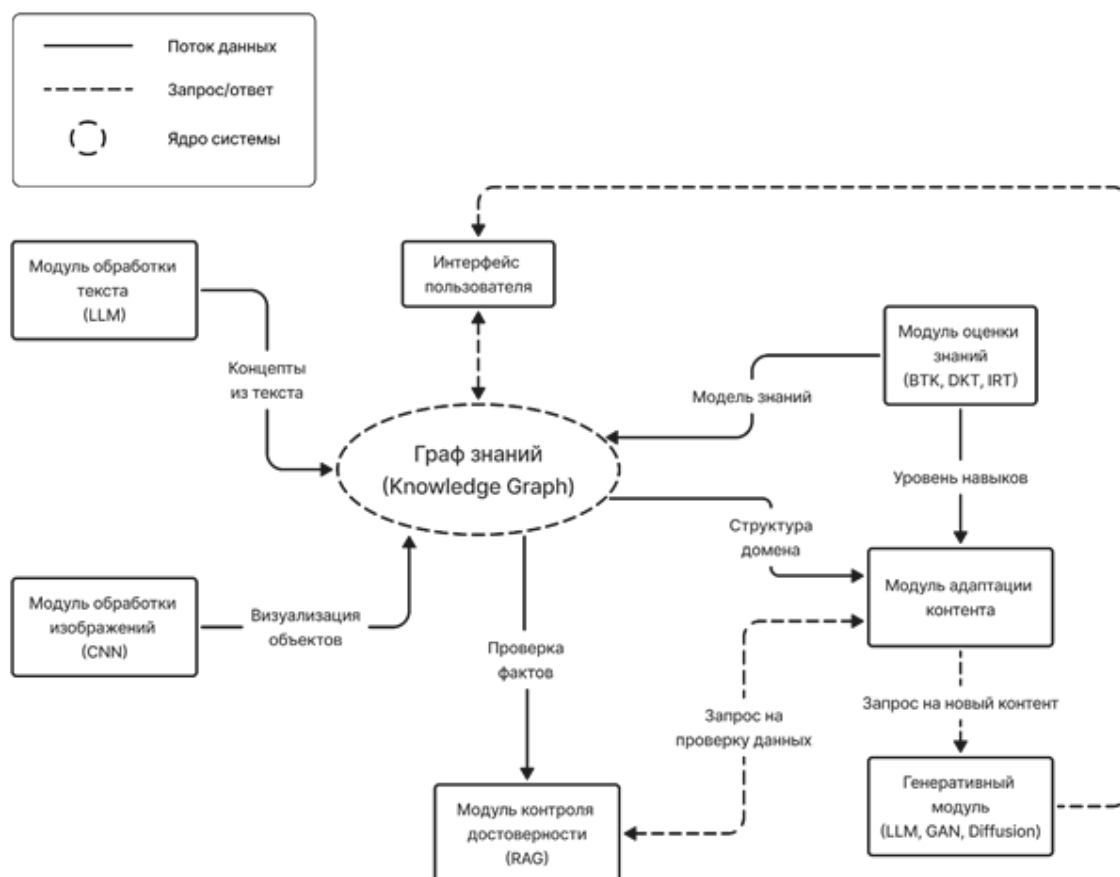 Поток данных
Запрос/ответ
Ядро системы
Модуль обработки
текста
(LLM)
Интерфейс
пользователя
Модуль оценки
знаний
(BTK, DKT, IRT)
Концепты
из текста
Модель знаний
Граф знаний
(Knowledge Graph)
Уровень навыков
Структура
домена
Модуль обработки
изображений
(CNN)
Визуализация
объектов
Модуль адаптации
контента
Проверка
фактов
Запрос на
проверку данных
Запрос на новый контент
Модуль контроля
достоверности
(RAG)
Генеративный
модуль
(LLM, GAN, Diffusion)